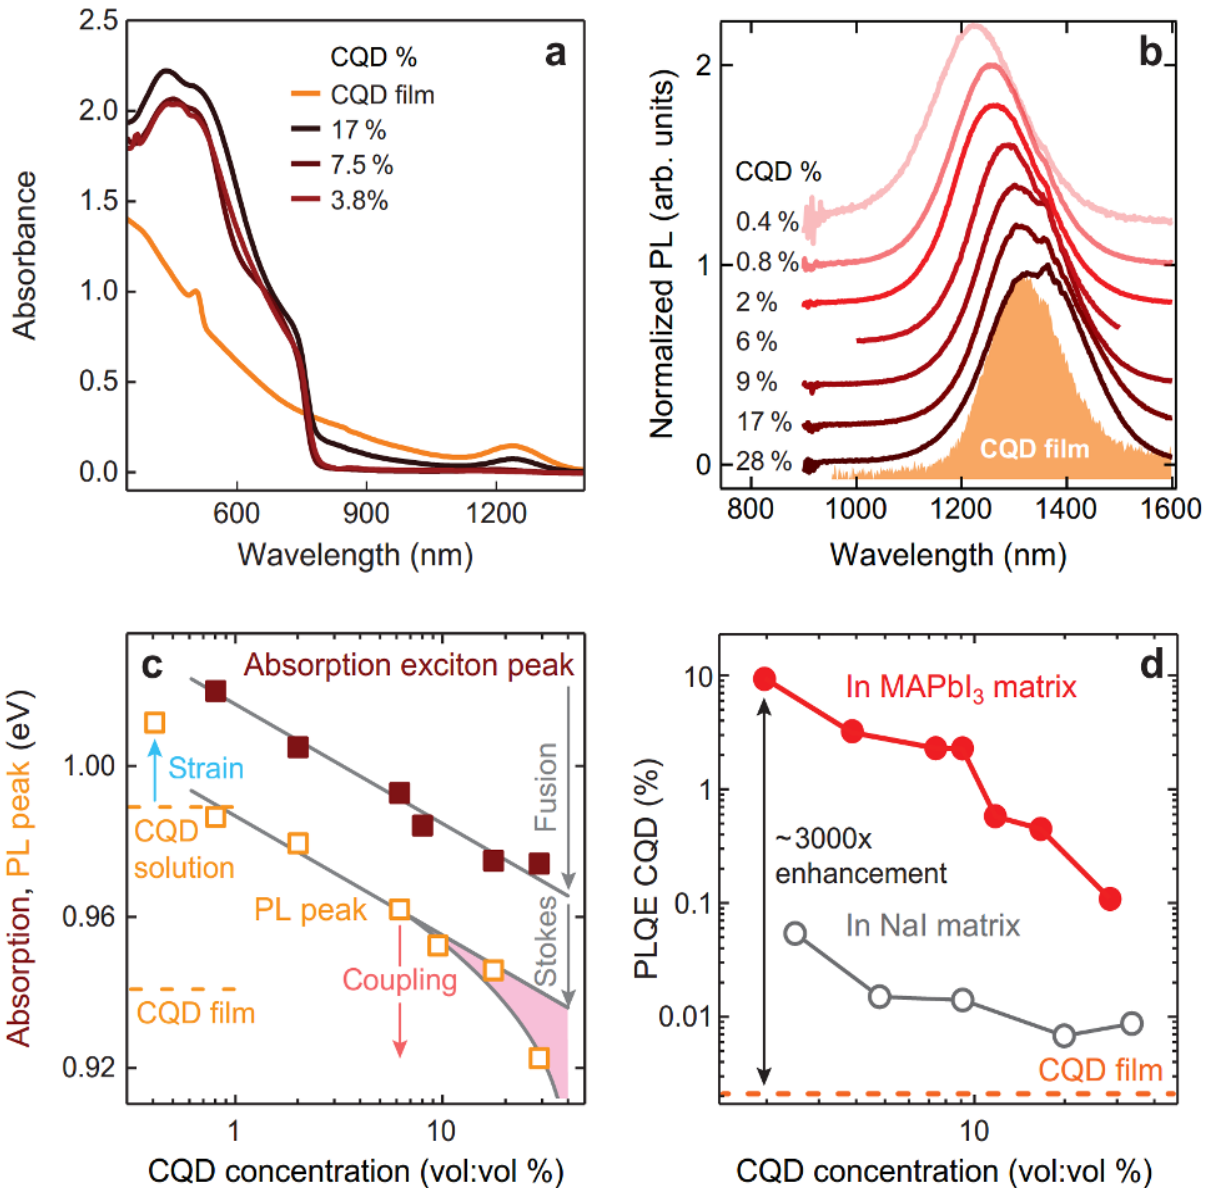 a
2.5
2.0
1.5
1.0
0.5
0.0
Absorbance
CQD %
CQD film
17 %
7.5 %
3.8%
600
900
1200
Wavelength (nm)
b
2
1
0
Normalized PL (arb. units)
CQD %
0.4 %
0.8 %
2 %
6 %
9 %
17 %
28 %
CQD film
800
1000
1200
1400
1600
Wavelength (nm)
c
Absorption exciton peak
1.00
0.96
0.92
Absorption, PL peak (eV)
Strain
CQD
solution
PL peak
Coupling
CQD film
Fusion
Stokes
1
10
CQD concentration (vol:vol %)
d
10
1
0.1
0.01
PLQE CQD (%)
In MAPbI₃ matrix
~3000x
enhancement
In NaI matrix
CQD film
10
CQD concentration (vol:vol %)